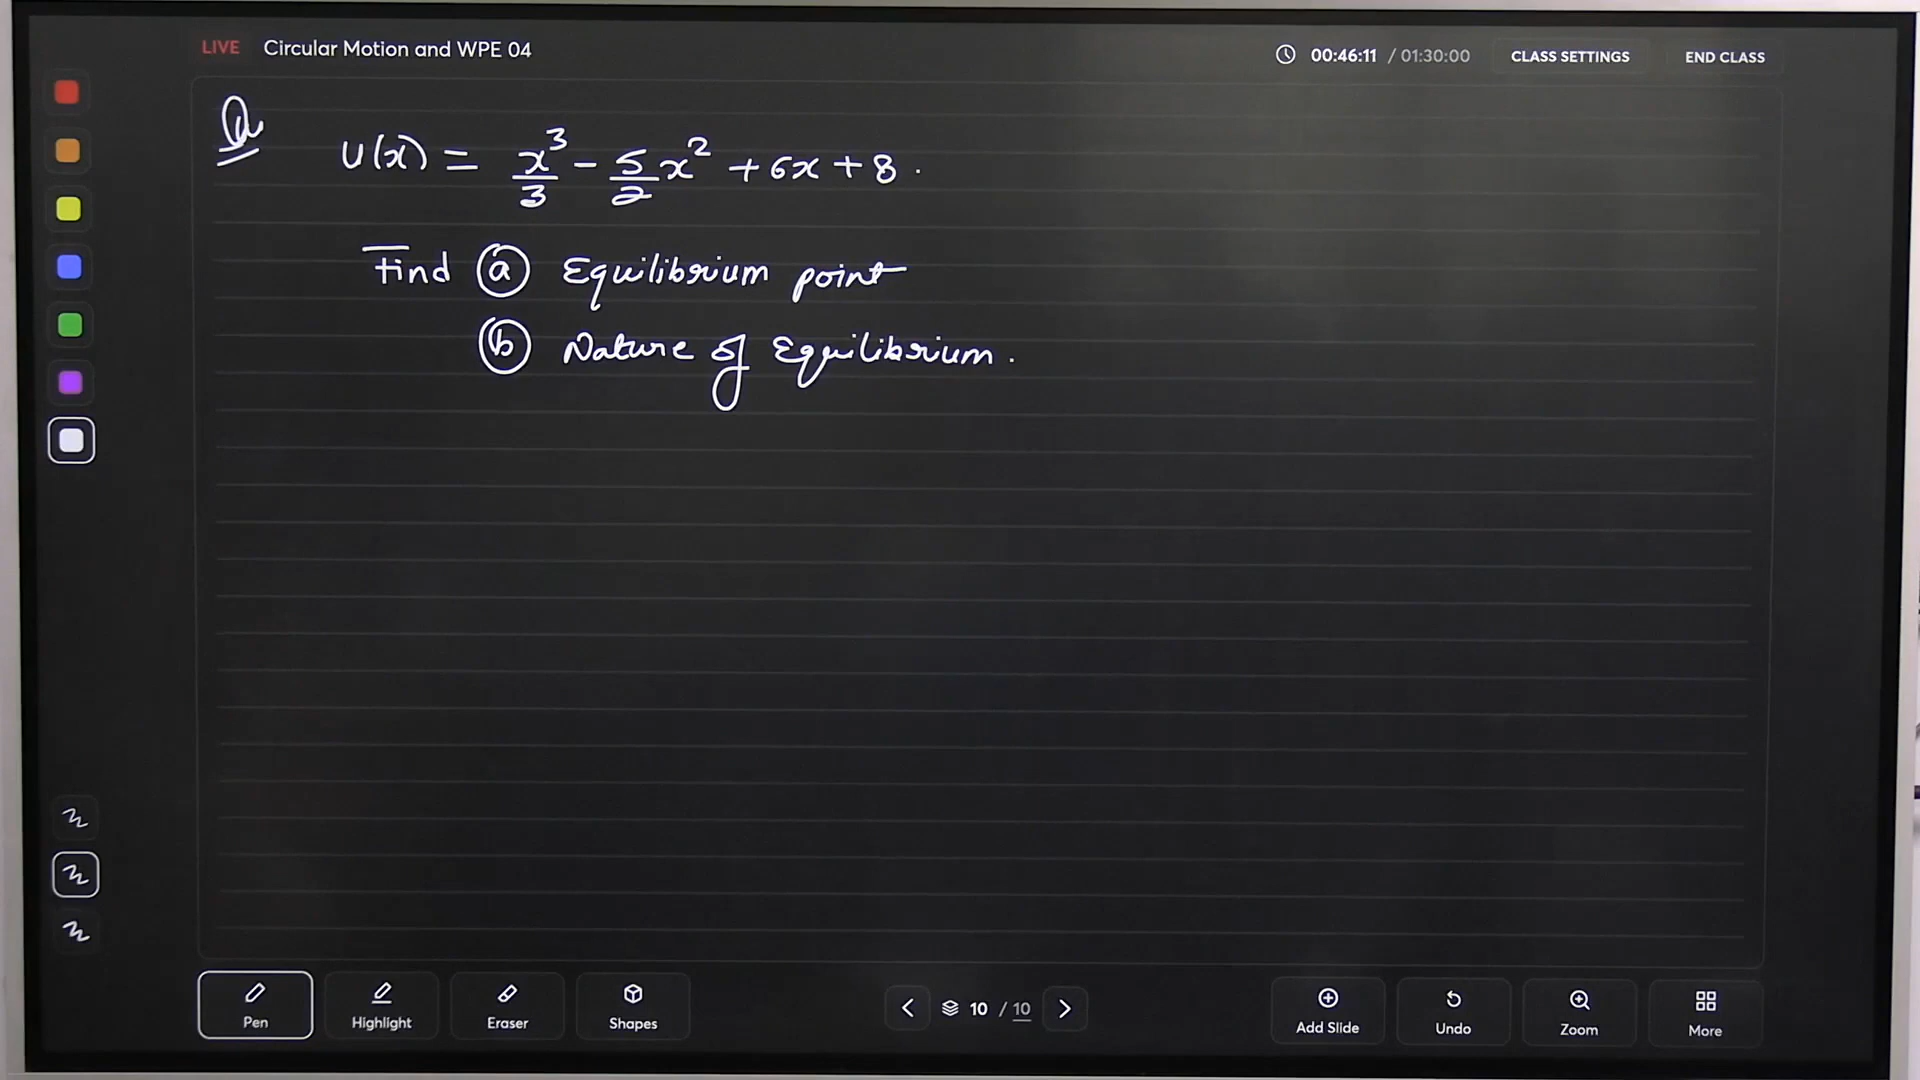 LIVE Circular Motion and WPE 04 00:46:11 / 01:30:00 CLASS SETTINGS END CLASS
Q
U(x) = x³/3 - 5/2 x² + 6x + 8 .
Find (a) Equilibrium point
(b) Nature of Equilibrium .
Pen Highlight Eraser Shapes 10 / 10 Add Slide Undo Zoom More